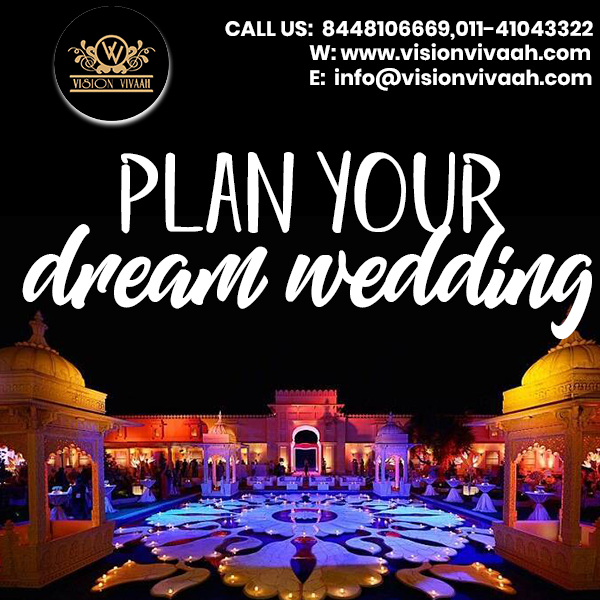 CALL US: 8448106669,011-41043322
W: www.visionvivaah.com
E: info@visionvivaah.com
W
VISION VIVAAH
PLAN YOUR
dream wedding